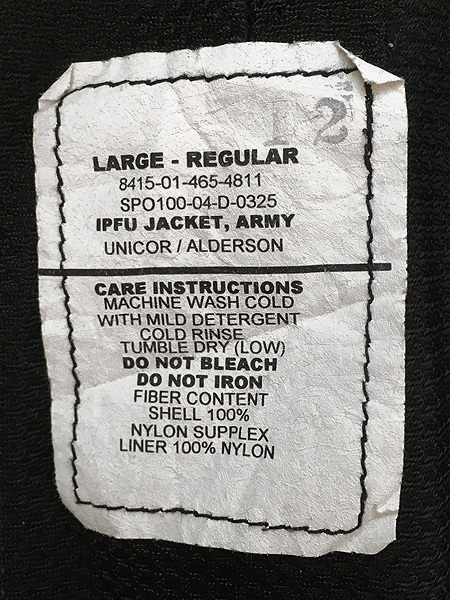 12
LARGE - REGULAR
8415-01-465-4811
SPO100-04-D-0325
IPFU JACKET, ARMY
UNICOR / ALDERSON
CARE INSTRUCTIONS
MACHINE WASH COLD
WITH MILD DETERGENT
COLD RINSE
TUMBLE DRY (LOW)
DO NOT BLEACH
DO NOT IRON
FIBER CONTENT
SHELL 100%
NYLON SUPPLEX
LINER 100% NYLON